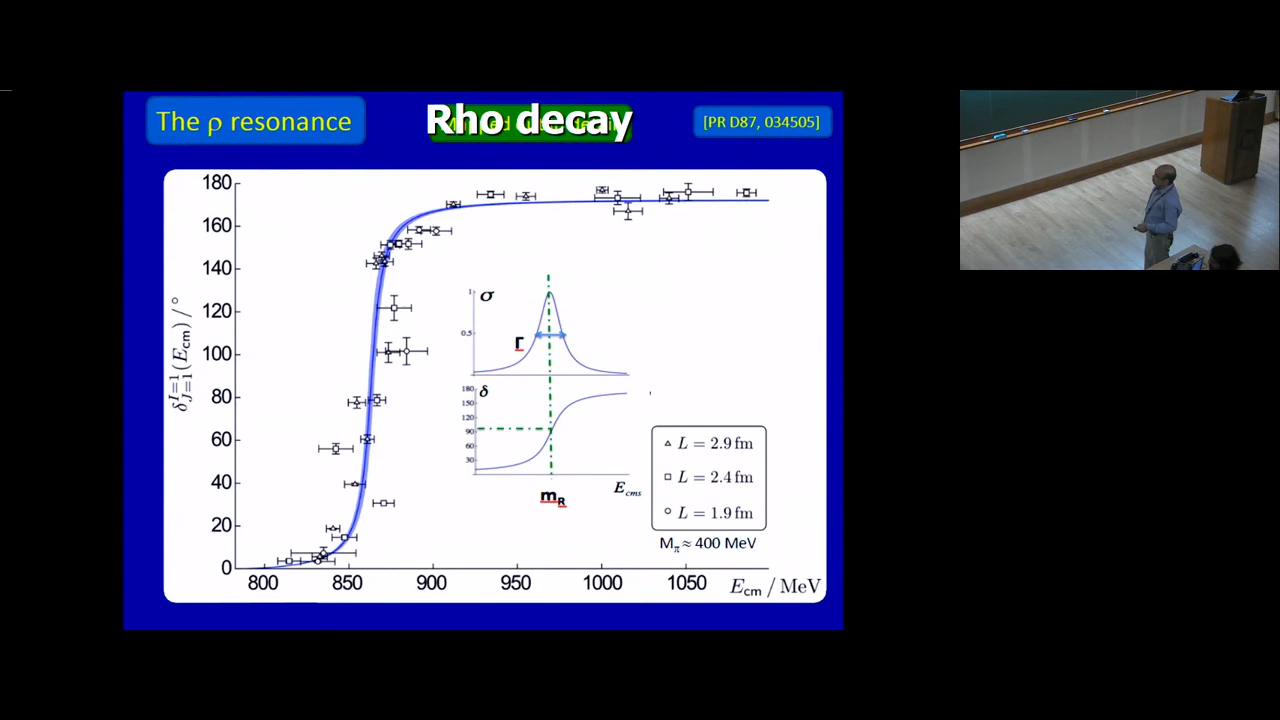 The ρ resonance
Rho decay
[PR D87, 034505]
180
160
140
120
100
80
60
40
20
0
δ^{I=1}_{J=1}(E_cm) / °
800
850
900
950
1000
1050
E_cm / MeV
σ
1
0.5
Γ
δ
180
150
120
90
60
30
m_R
E_cms
△ L = 2.9 fm
□ L = 2.4 fm
○ L = 1.9 fm
M_π ≈ 400 MeV